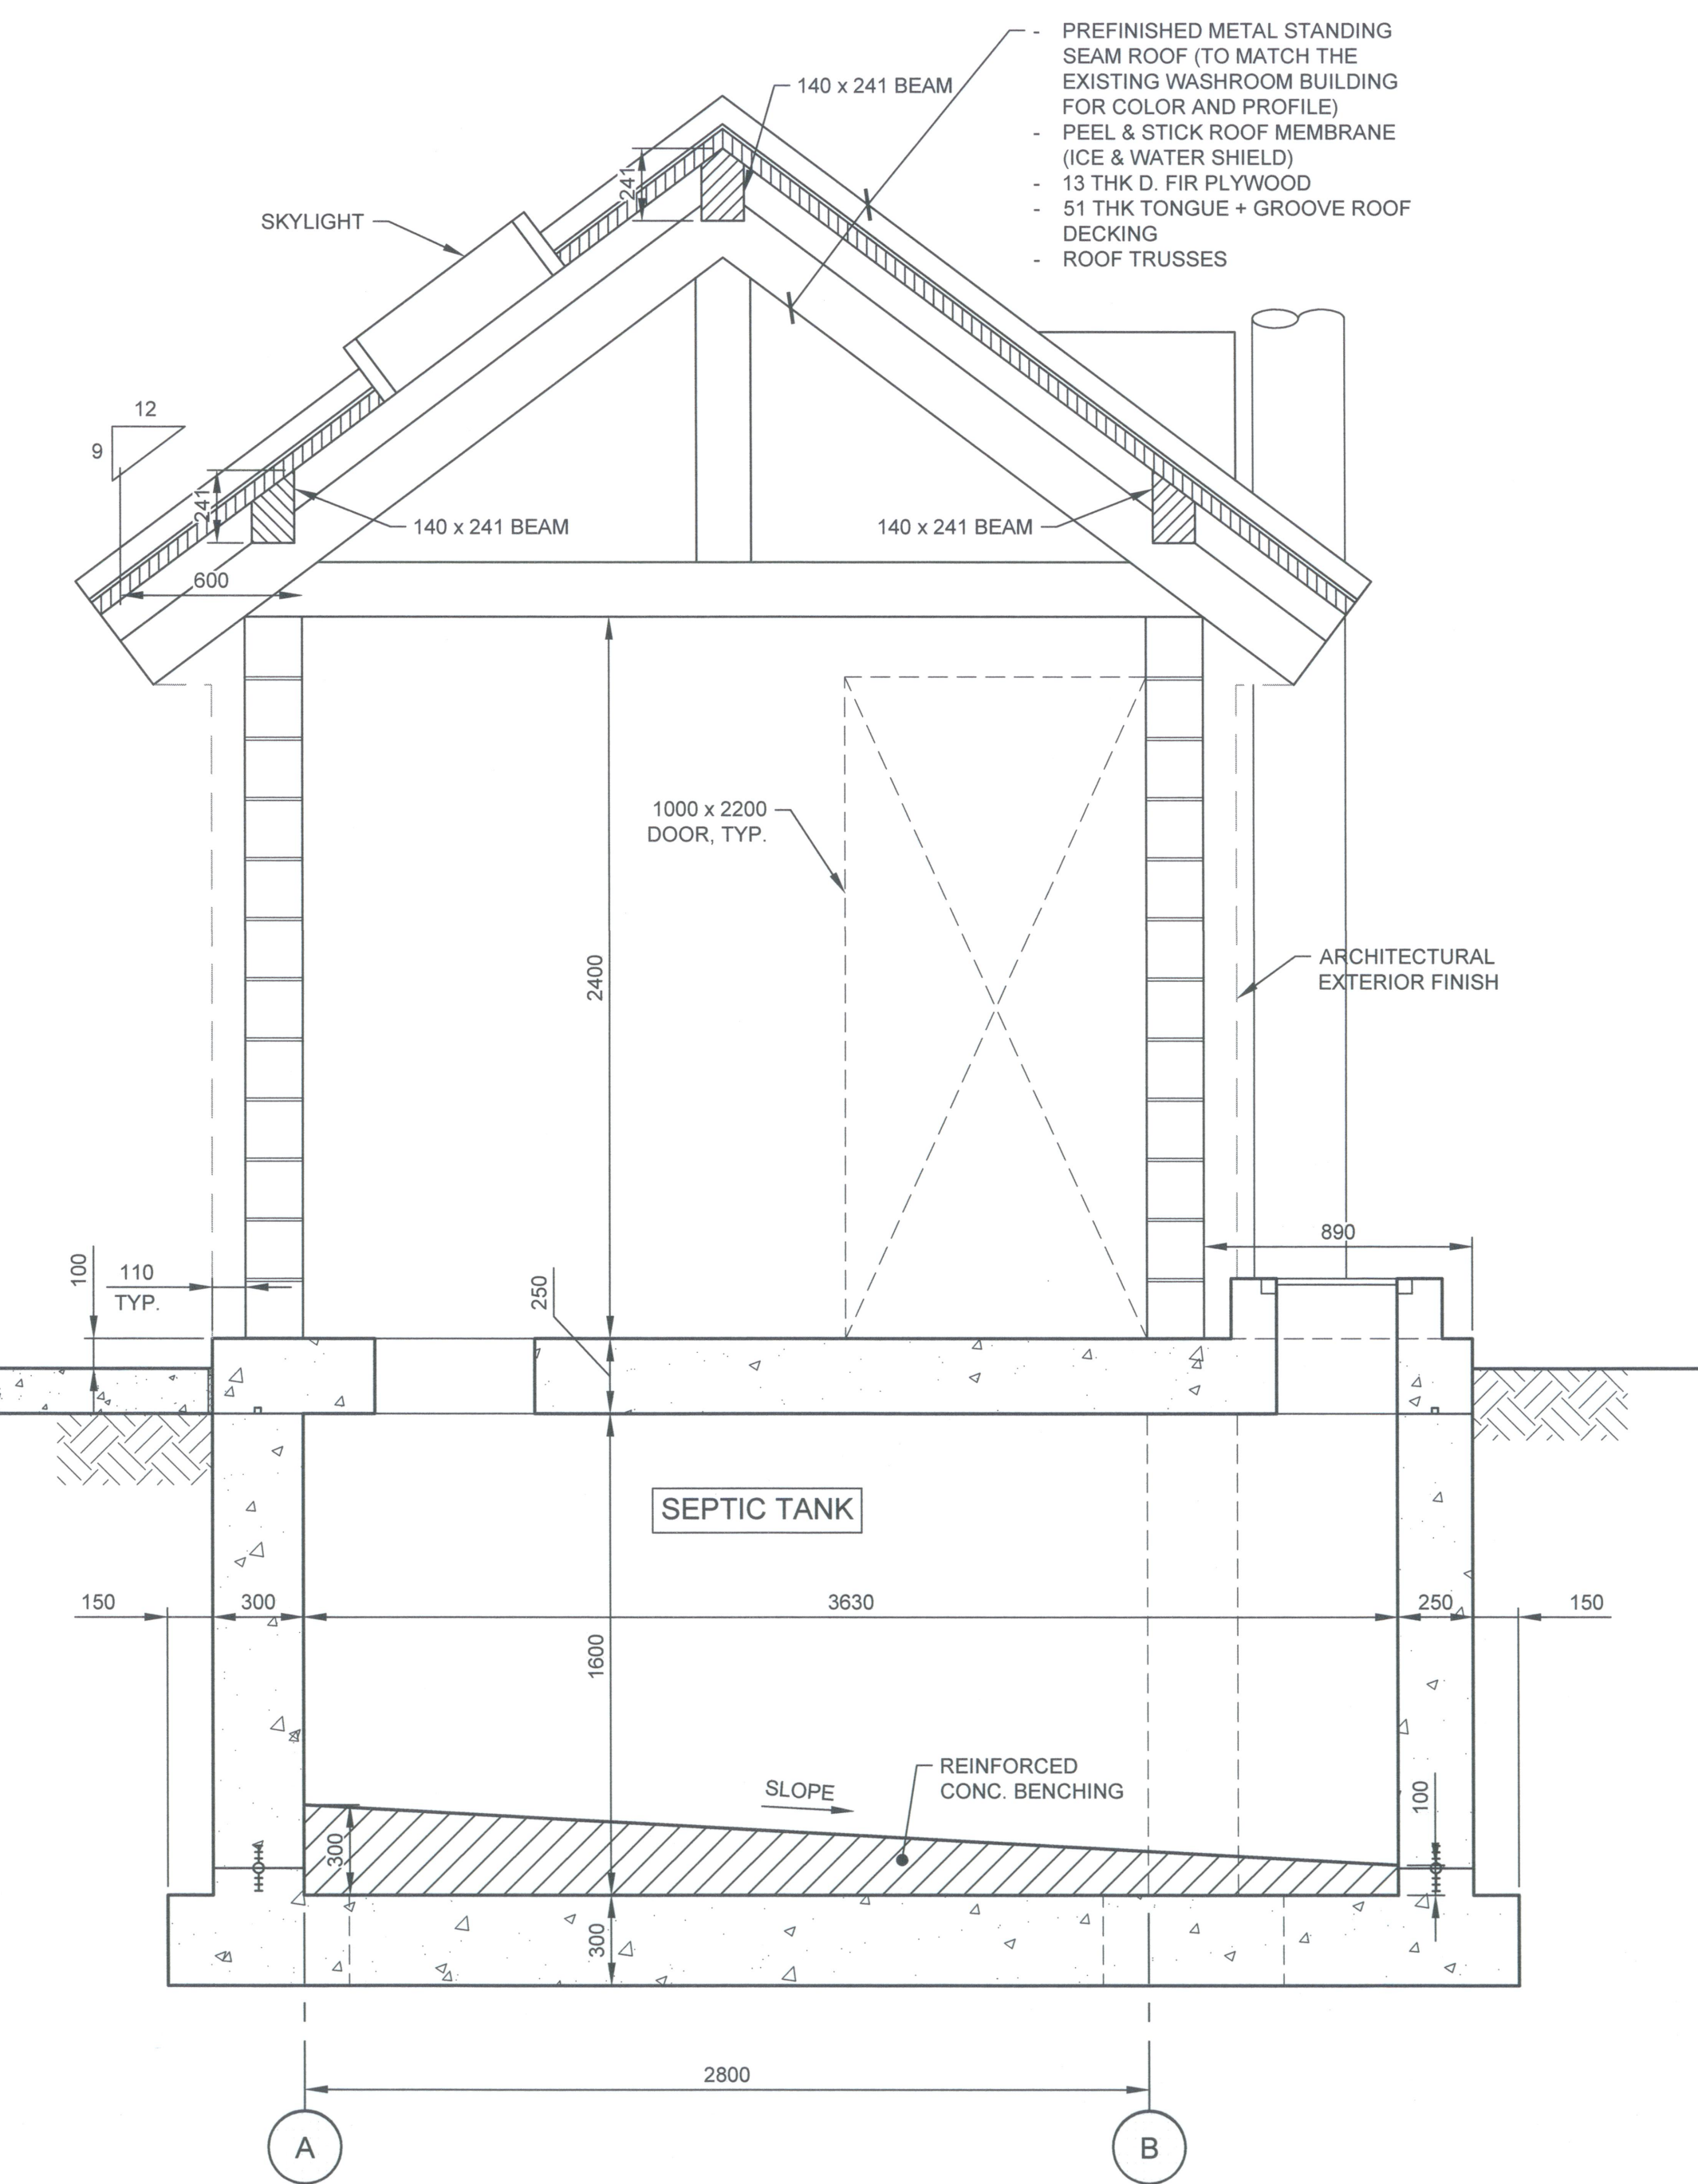 - PREFINISHED METAL STANDING
SEAM ROOF (TO MATCH THE
EXISTING WASHROOM BUILDING
FOR COLOR AND PROFILE)
- PEEL & STICK ROOF MEMBRANE
(ICE & WATER SHIELD)
- 13 THK D. FIR PLYWOOD
- 51 THK TONGUE + GROOVE ROOF
DECKING
- ROOF TRUSSES
140 x 241 BEAM
241
SKYLIGHT
12
9
241
140 x 241 BEAM
140 x 241 BEAM
600
1000 x 2200
DOOR, TYP.
2400
ARCHITECTURAL
EXTERIOR FINISH
890
100
110
TYP.
250
SEPTIC TANK
150
300
3630
250
150
1600
REINFORCED
CONC. BENCHING
SLOPE
100
300
300
2800
A
B